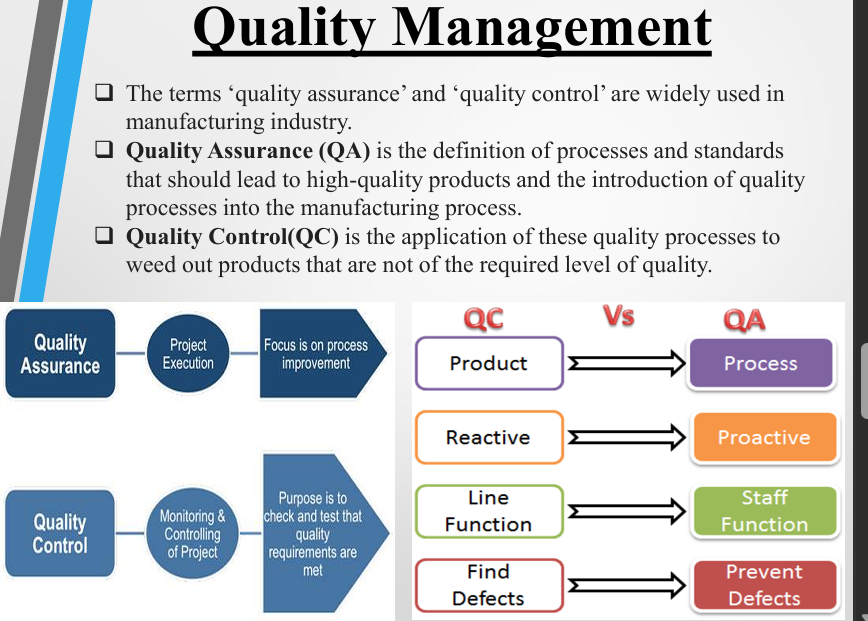 Quality Management
❑ The terms ‘quality assurance’ and ‘quality control’ are widely used in
manufacturing industry.
❑ Quality Assurance (QA) is the definition of processes and standards
that should lead to high-quality products and the introduction of quality
processes into the manufacturing process.
❑ Quality Control(QC) is the application of these quality processes to
weed out products that are not of the required level of quality.
Quality
Assurance
Project
Execution
Focus is on process
improvement
Quality
Control
Monitoring &
Controlling
of Project
Purpose is to
check and test that
quality
requirements are
met
QC Vs QA
Product
Process
Reactive
Proactive
Line
Function
Staff
Function
Find
Defects
Prevent
Defects